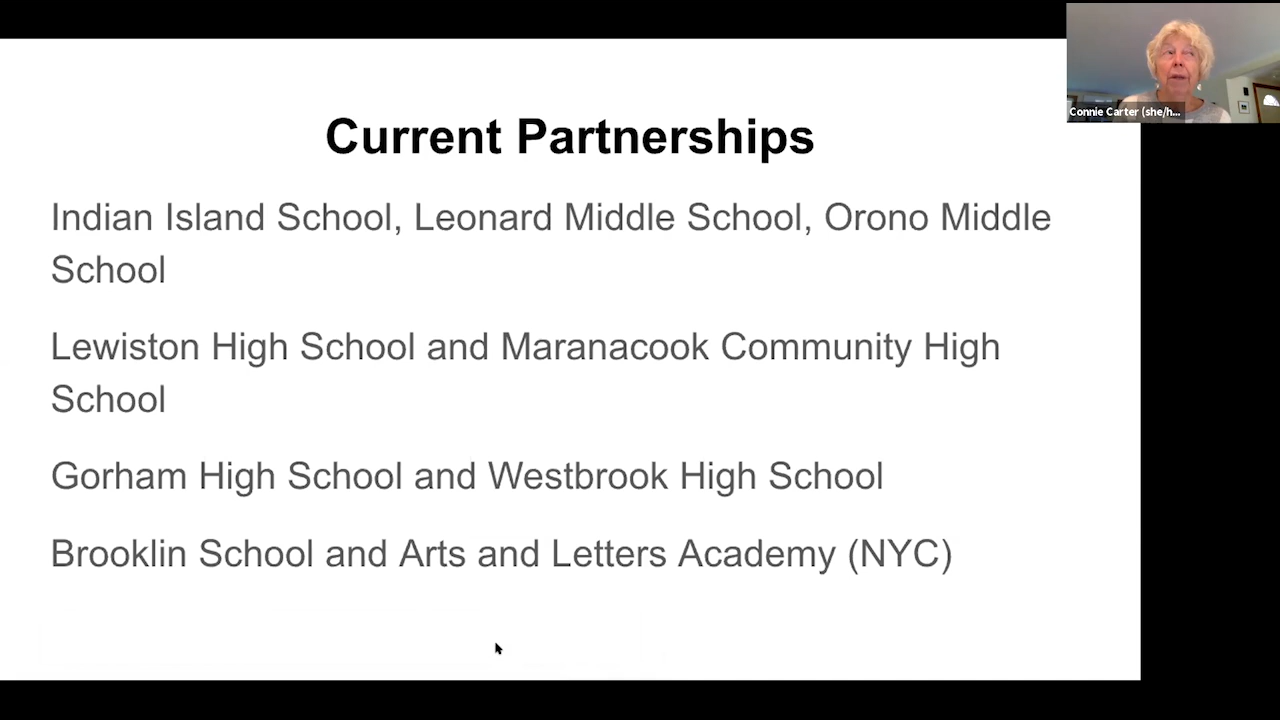 Connie Carter (she/h...
Current Partnerships
Indian Island School, Leonard Middle School, Orono Middle
School
Lewiston High School and Maranacook Community High
School
Gorham High School and Westbrook High School
Brooklin School and Arts and Letters Academy (NYC)